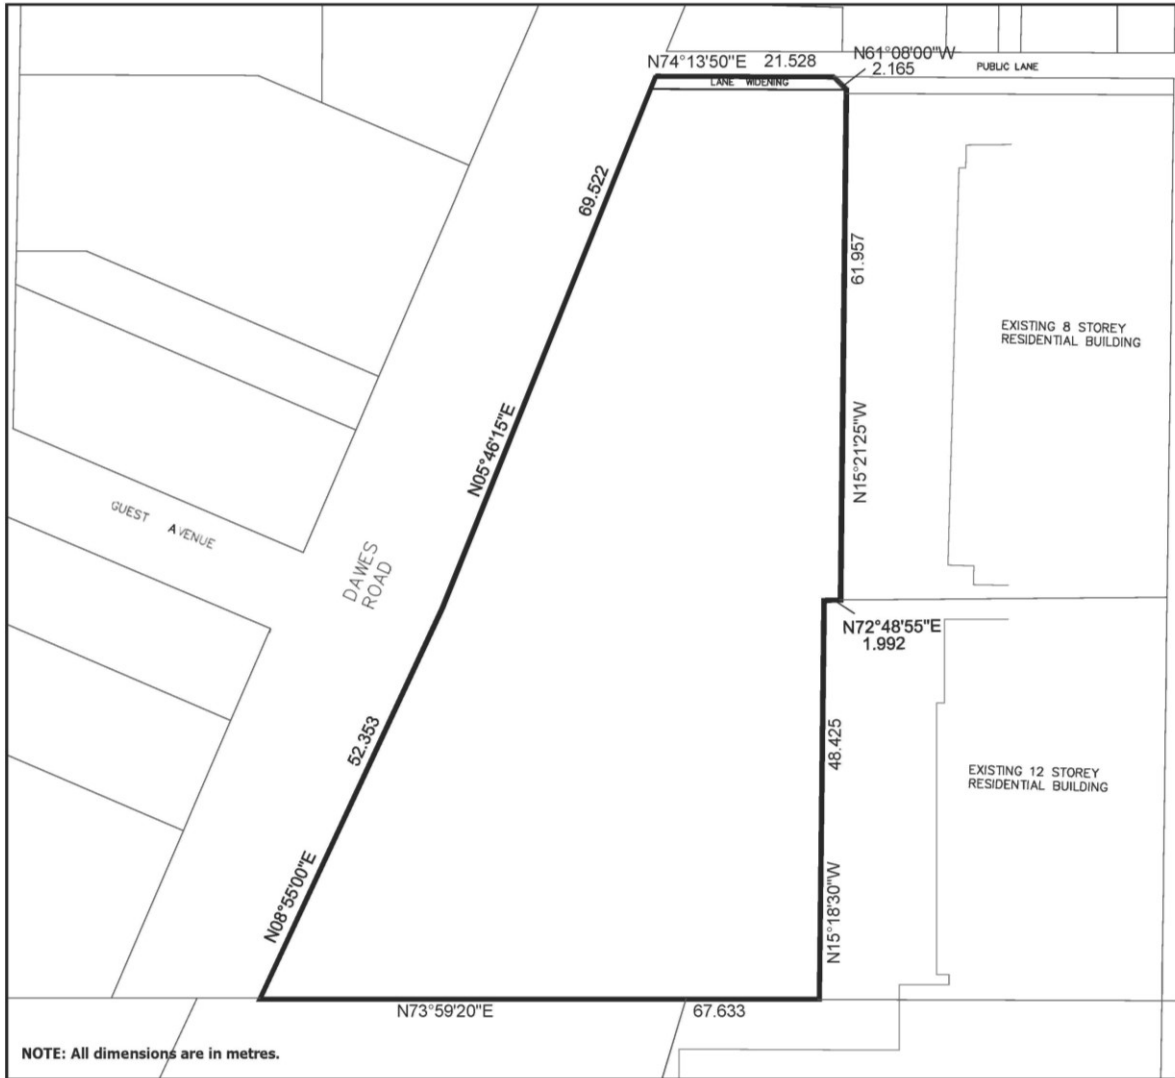 N74°13'50"E 21.528
N61°08'00"W
2.165
PUBLIC LANE
LANE WIDENING
69.522
61.957
EXISTING 8 STOREY
RESIDENTIAL BUILDING
N05°46'15"E
N15°21'25"W
GUEST AVENUE
DAWES
ROAD
N72°48'55"E
1.992
52.353
48.425
EXISTING 12 STOREY
RESIDENTIAL BUILDING
N08°55'00"E
N15°18'30"W
N73°59'20"E 67.633
NOTE: All dimensions are in metres.